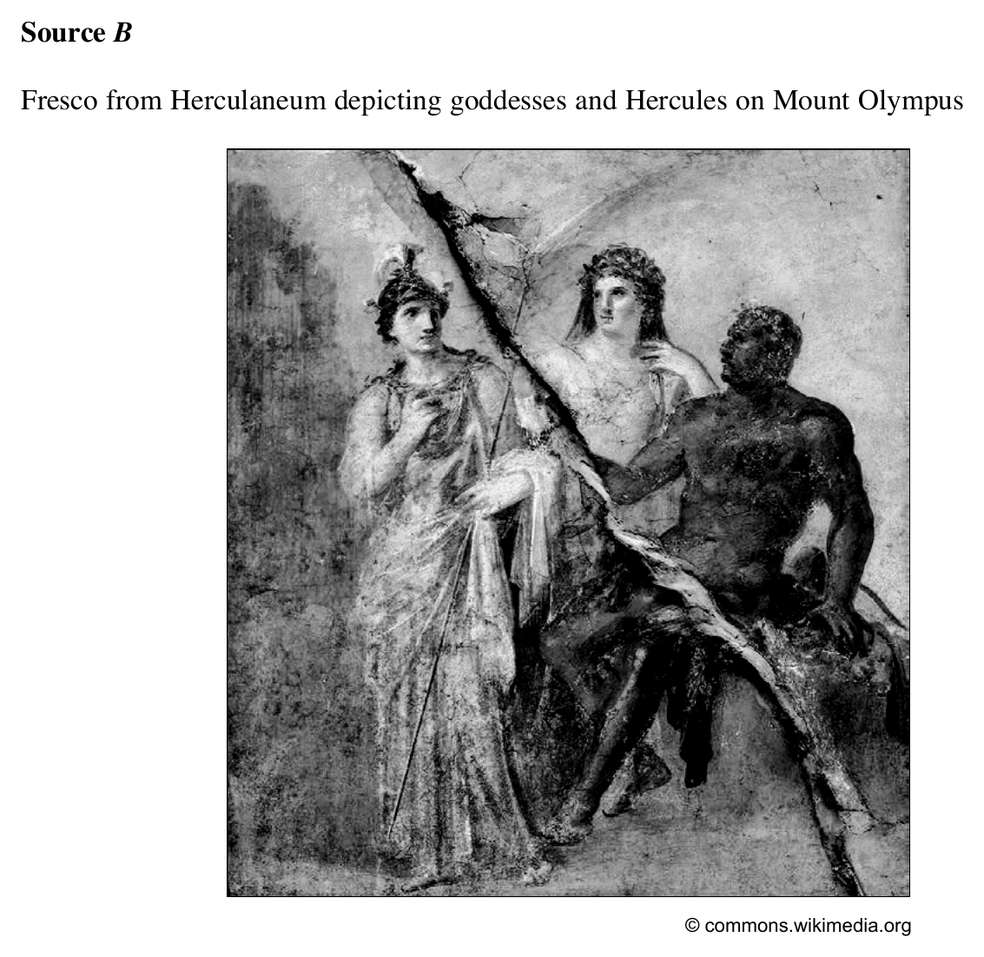 Source B
Fresco from Herculaneum depicting goddesses and Hercules on Mount Olympus
© commons.wikimedia.org